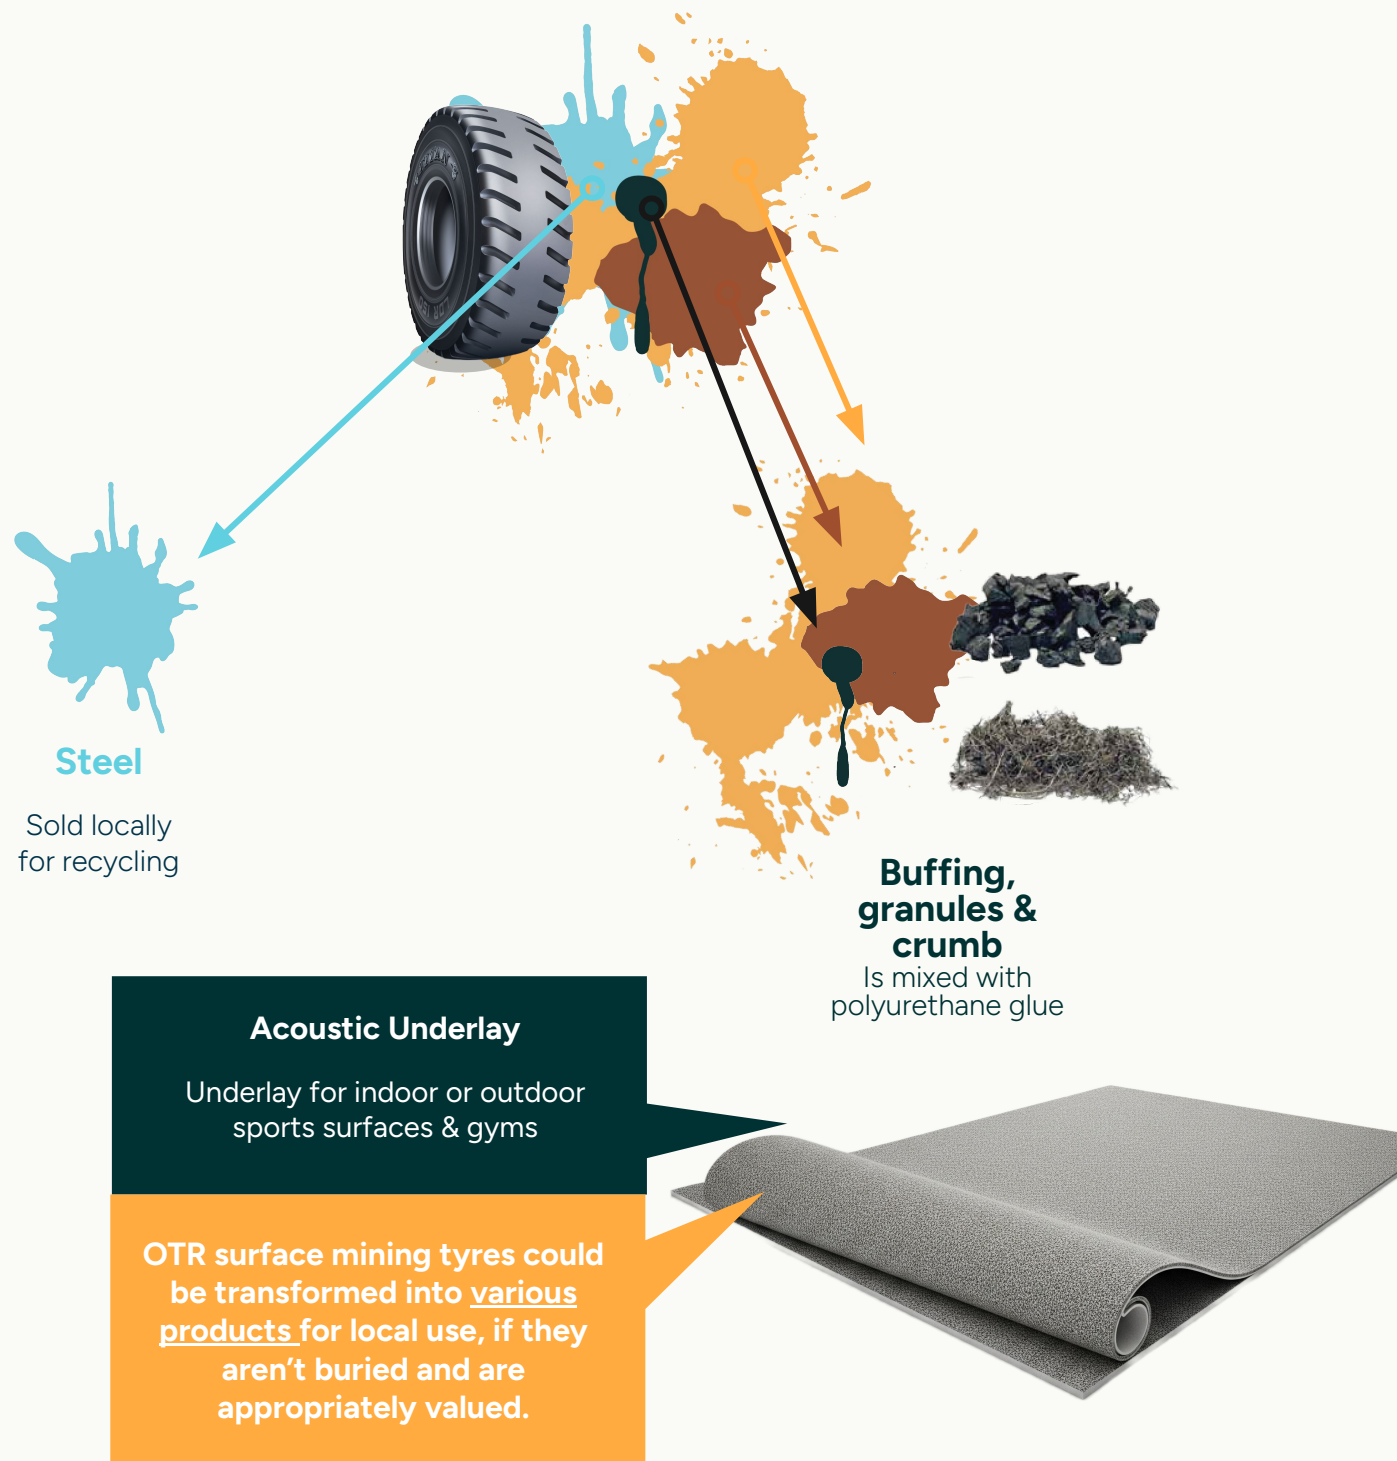 Steel
Sold locally
for recycling
Buffing,
granules &
crumb
Is mixed with
polyurethane glue
Acoustic Underlay
Underlay for indoor or outdoor
sports surfaces & gyms
OTR surface mining tyres could
be transformed into various
products for local use, if they
aren’t buried and are
appropriately valued.